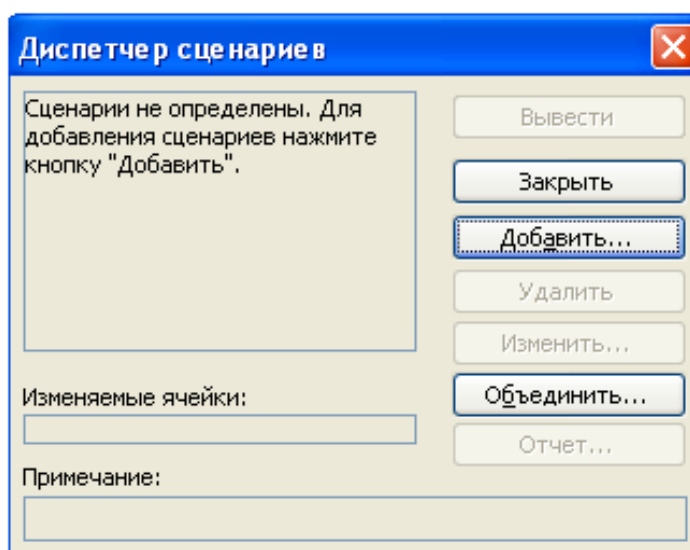 Диспетчер сценариев
Сценарии не определены. Для
добавления сценариев нажмите
кнопку "Добавить".
Вывести
Закрыть
Добавить...
Удалить
Изменить...
Объединить...
Отчет...
Изменяемые ячейки:
Примечание: